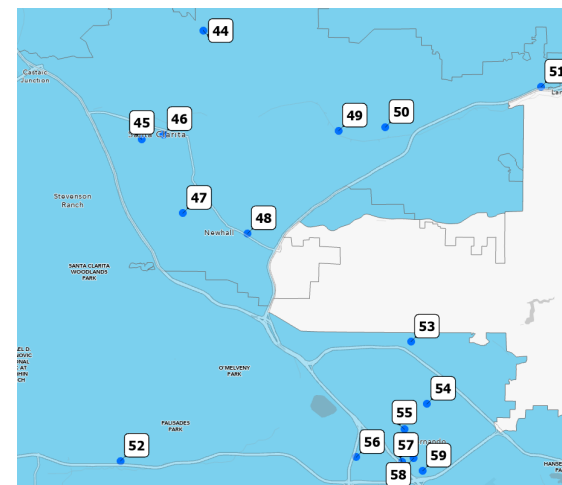 44
Castaic
Junction
51
45
46
49
50
Stevenson
Ranch
47
48
Newhall
SANTA CLARITA
WOODLANDS
PARK
53
O'MELVENY
PARK
54
55
PALISADES
PARK
52
56
57
58
59